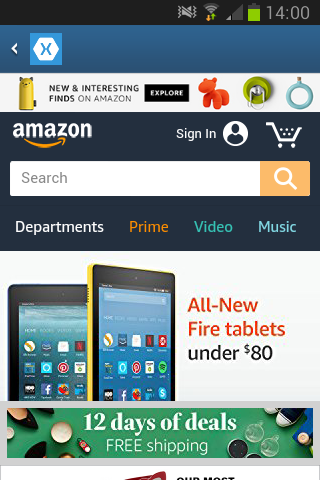 14:00
NEW & INTERESTING
FINDS ON AMAZON
EXPLORE
amazon
Sign In
Search
Departments Prime Video Music
All-New
Fire tablets
under $80
12 days of deals
FREE shipping
OUR MOST